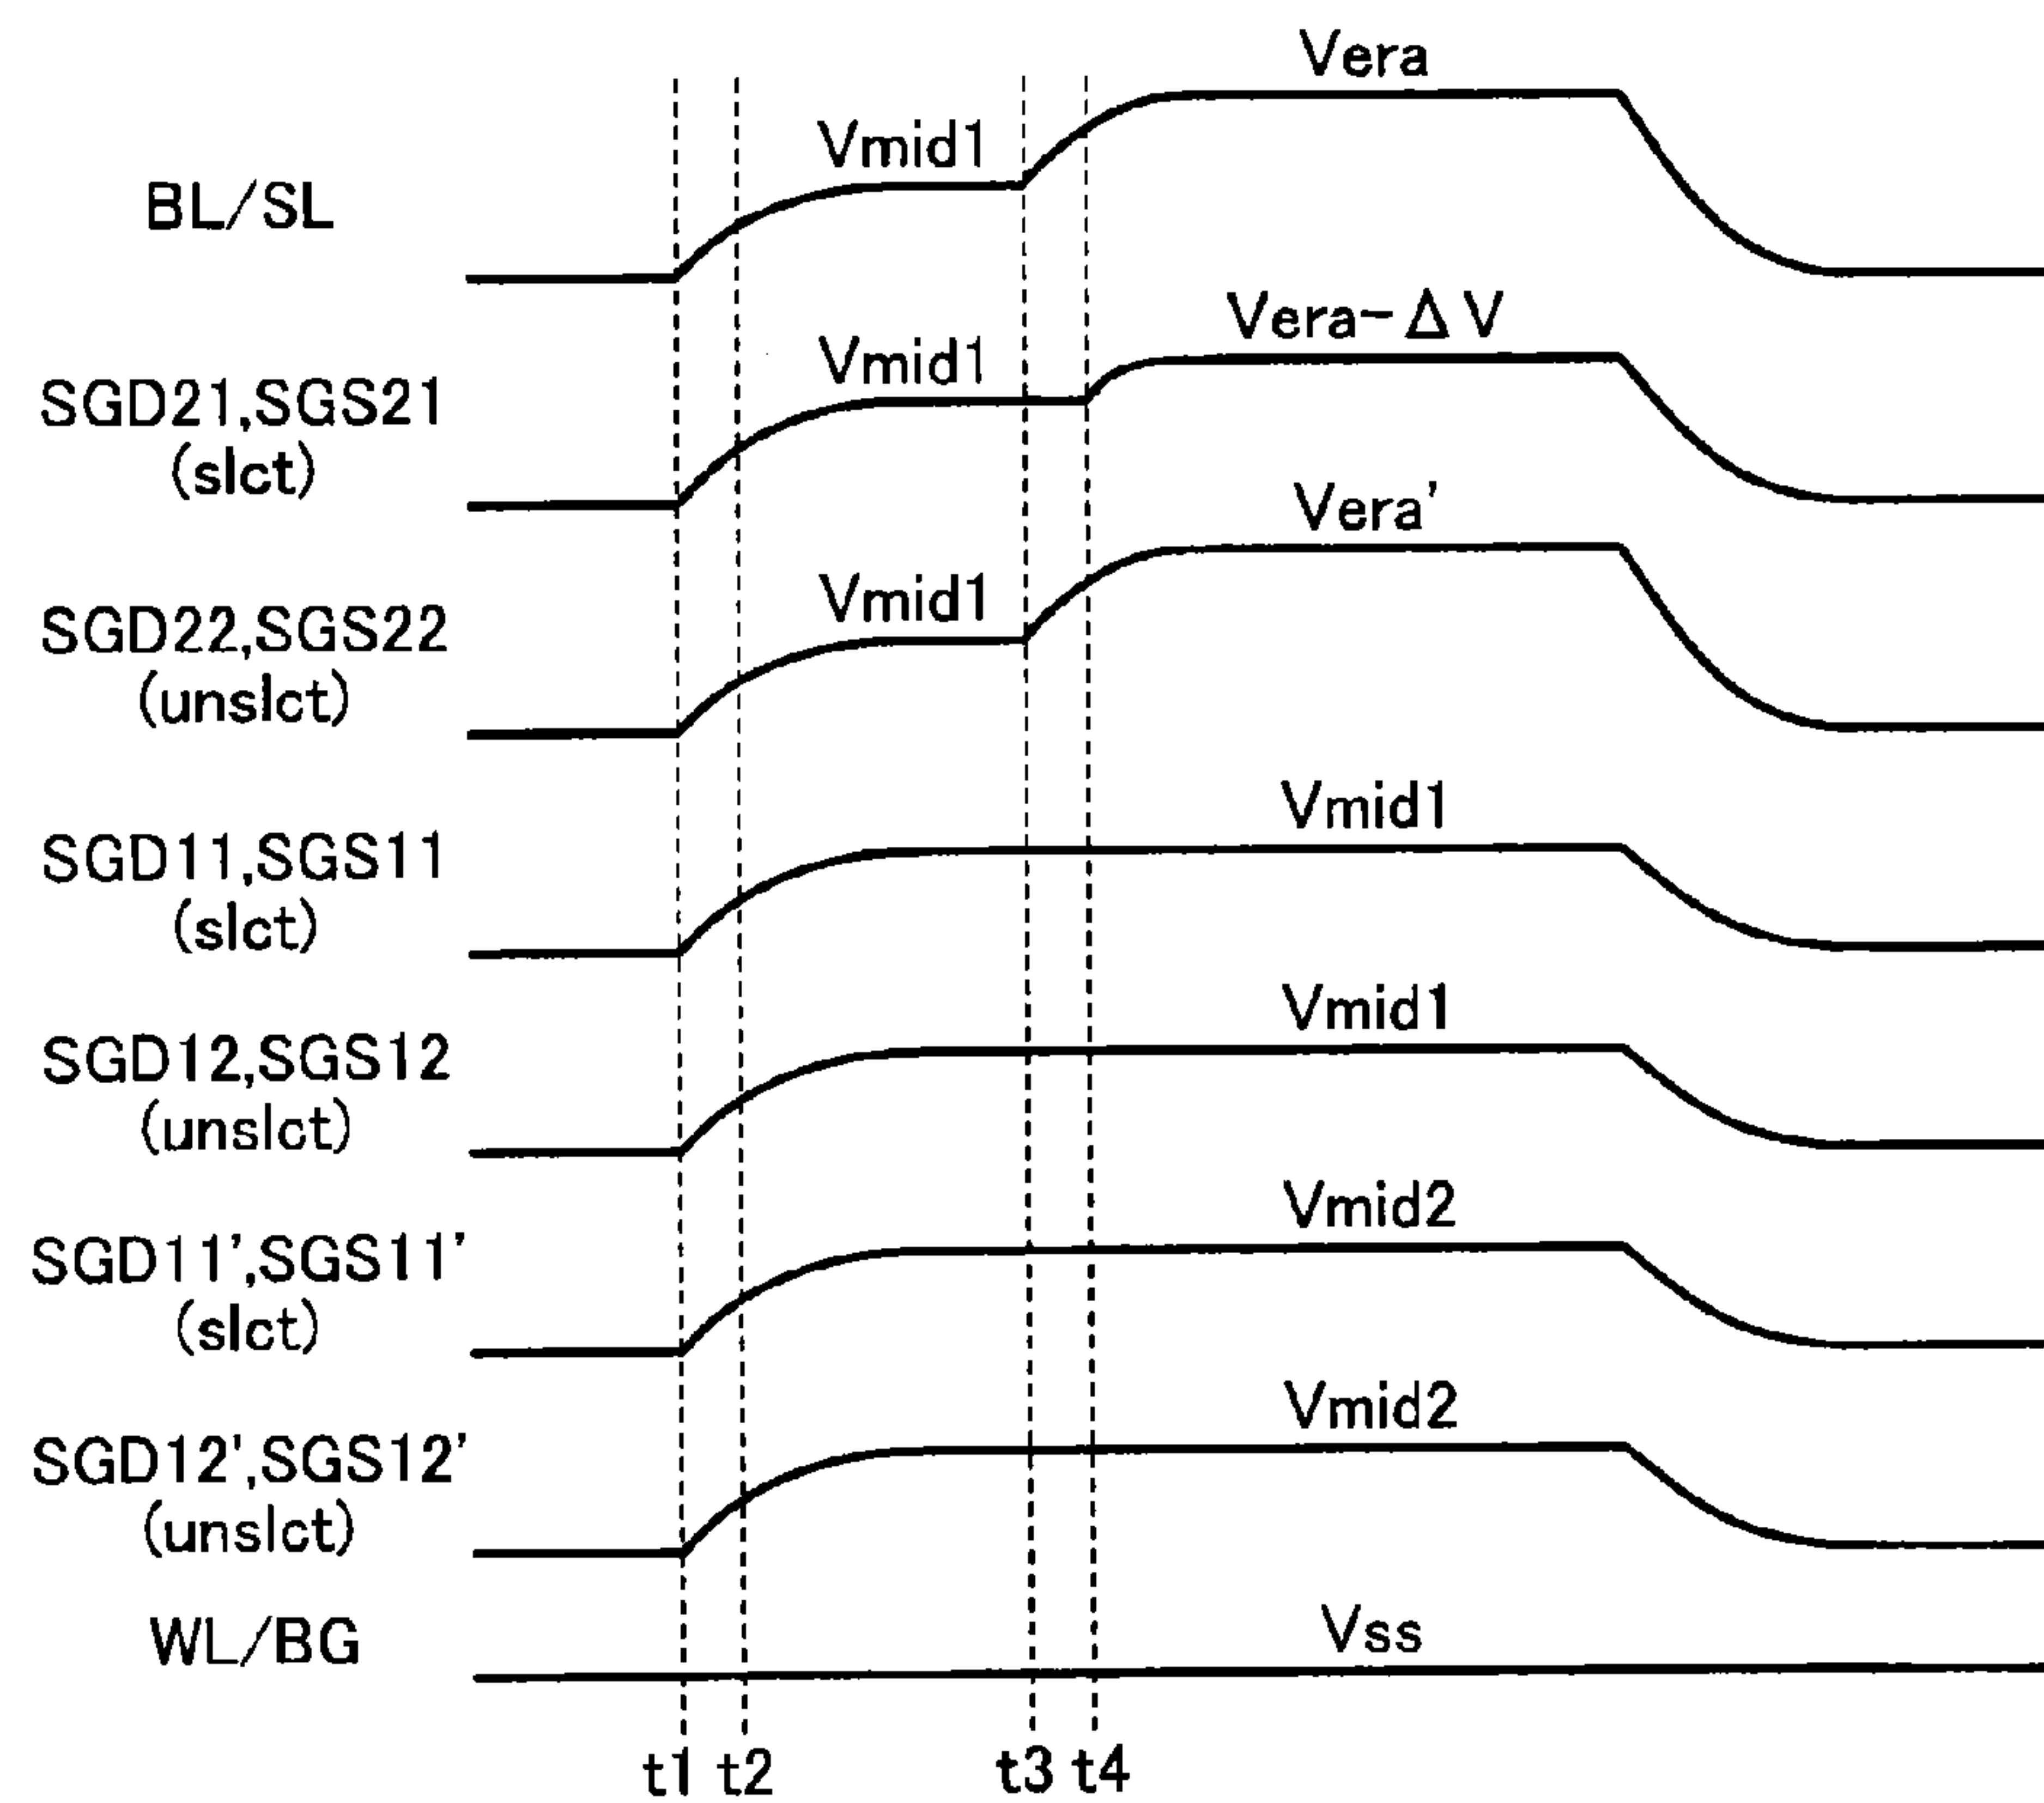 Vera
Vmid1
BL/SL
Vera-ΔV
Vmid1
SGD21,SGS21
(slct)
Vera'
Vmid1
SGD22,SGS22
(unslct)
Vmid1
SGD11,SGS11
(slct)
Vmid1
SGD12,SGS12
(unslct)
Vmid2
SGD11',SGS11'
(slct)
Vmid2
SGD12',SGS12'
(unslct)
Vss
WL/BG
t1 t2 t3 t4